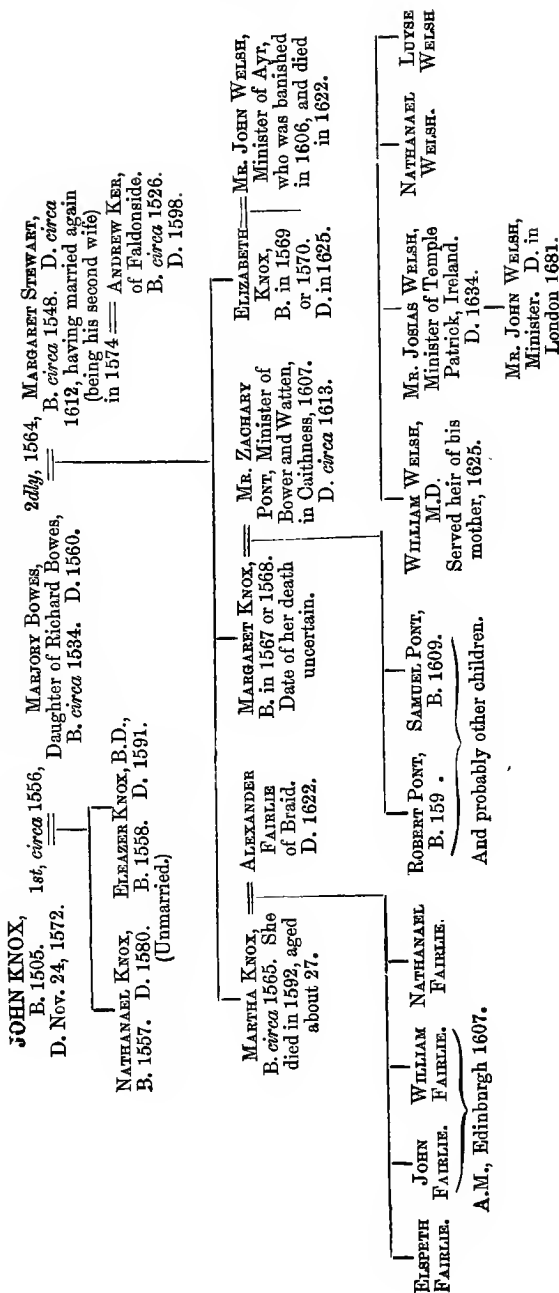 JOHN KNOX,
B. 1505.
D. Nov. 24, 1572.
1st, circa 1556,
MARJORY BOWES,
Daughter of Richard Bowes,
B. circa 1534. D. 1560.
2dly, 1564,
MARGARET STEWART,
B. circa 1548. D. circa
1612, having married again
(being his second wife)
in 1574 = ANDREW KER,
of Faldonside.
B. circa 1526.
D. 1598.
NATHANAEL KNOX,
B. 1557. D. 1580.
ELEAZER KNOX, B.D.,
B. 1558. D. 1591.
(Unmarried.)
MARTHA KNOX,
B. circa 1565. She
died in 1592, aged
about 27.
ALEXANDER
FAIRLIE
of Braid.
D. 1622.
MARGARET KNOX,
B. in 1567 or 1568.
Date of her death
uncertain.
MR. ZACHARY
PONT, Minister of
Bower and Watten,
in Caithness, 1607.
D. circa 1613.
ELIZABETH
KNOX,
B. in 1569
or 1570.
D. in 1625.
MR. JOHN WELSH,
Minister of Ayr,
who was banished
in 1606, and died
in 1622.
ELSPETH
FAIRLIE.
JOHN
FAIRLIE.
WILLIAM
FAIRLIE.
A.M., Edinburgh 1607.
NATHANAEL
FAIRLIE.
ROBERT PONT,
B. 159 .
SAMUEL PONT,
B. 1609.
And probably other children.
WILLIAM WELSH,
M.D.
Served heir of his
mother, 1625.
MR. JOSIAS WELSH,
Minister of Temple
Patrick, Ireland.
D. 1634.
NATHANAEL
WELSH.
LUYSE
WELSH
MR. JOHN WELSH,
Minister. D. in
London 1681.